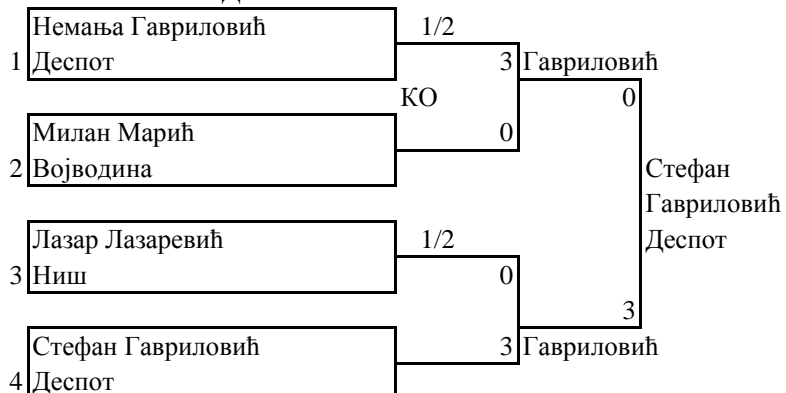 Немања Гавриловић 1/2
1 Деспот 3 Гавриловић
КО 0
Милан Марић 0
2 Војводина Стефан
Гавриловић
Лазар Лазаревић 1/2 Деспот
3 Ниш 0
3
Стефан Гавриловић 3 Гавриловић
4 Деспот